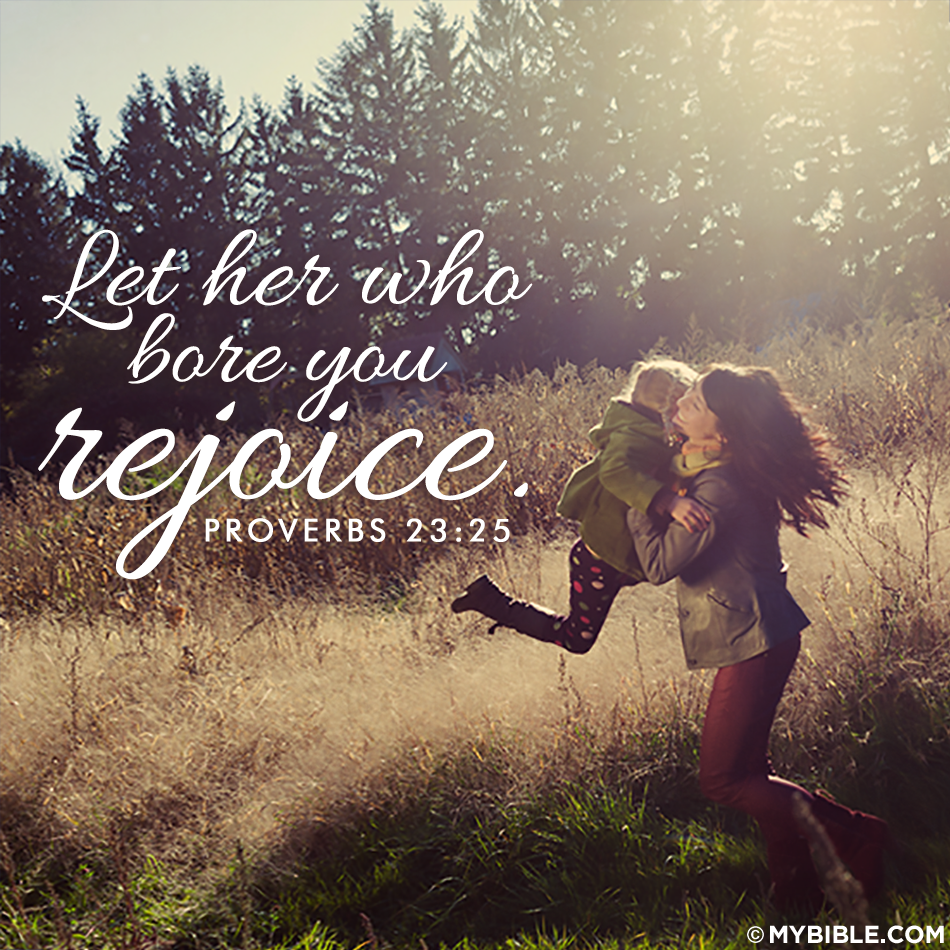 Let her who
bore you
rejoice.
PROVERBS 23:25
© MYBIBLE.COM